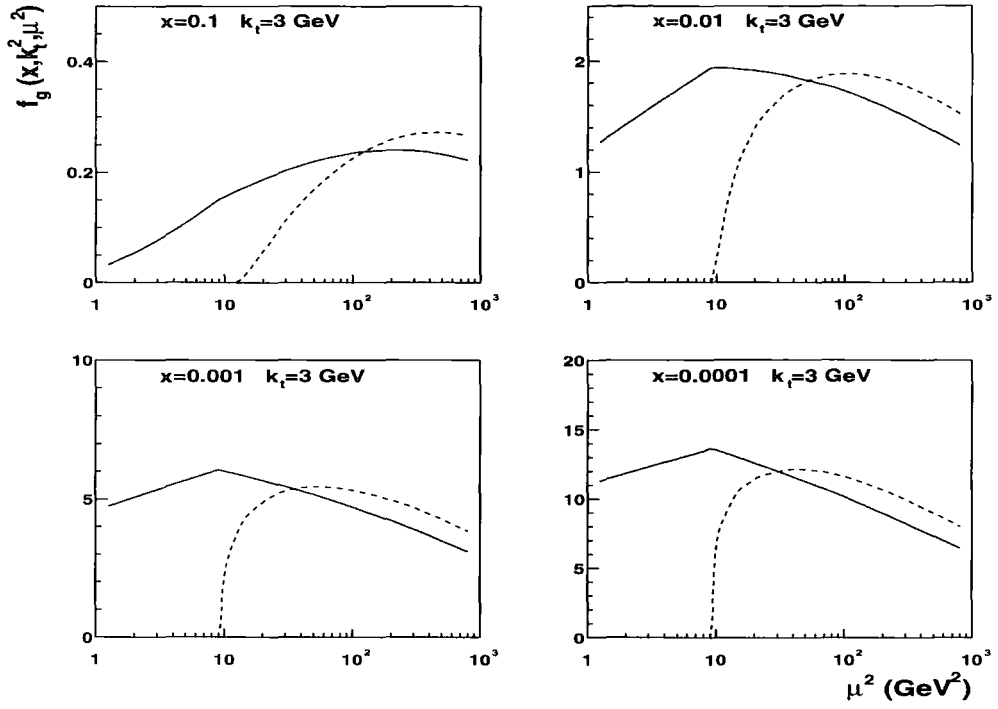 f_g (x,k_t^2,μ^2)
x=0.1 k_t=3 GeV
0.4
0.2
0
1 10 10^2 10^3
x=0.01 k_t=3 GeV
2
1
0
1 10 10^2 10^3
x=0.001 k_t=3 GeV
10
5
0
1 10 10^2 10^3
x=0.0001 k_t=3 GeV
20
15
10
5
0
1 10 10^2 10^3
μ^2 (GeV^2)